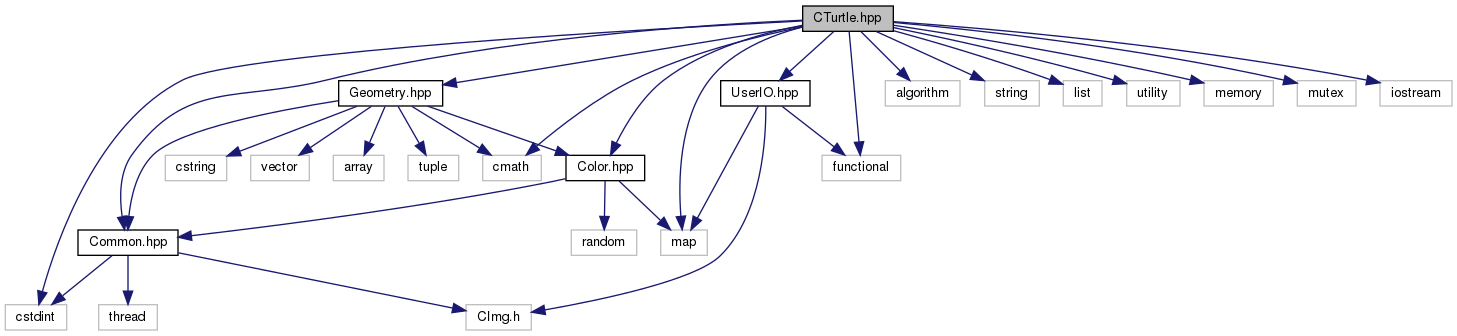 CTurtle.hpp
Geometry.hpp
UserIO.hpp
algorithm
string
list
utility
memory
mutex
iostream
cstring
vector
array
tuple
cmath
Color.hpp
functional
Common.hpp
random
map
cstdint
thread
CImg.h